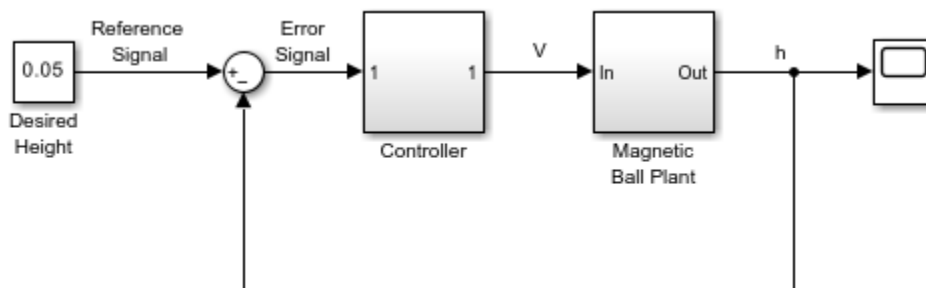 Reference
Signal
Error
Signal
0.05
+
−
1
1
V
In
Out
h
Desired
Height
Controller
Magnetic
Ball Plant